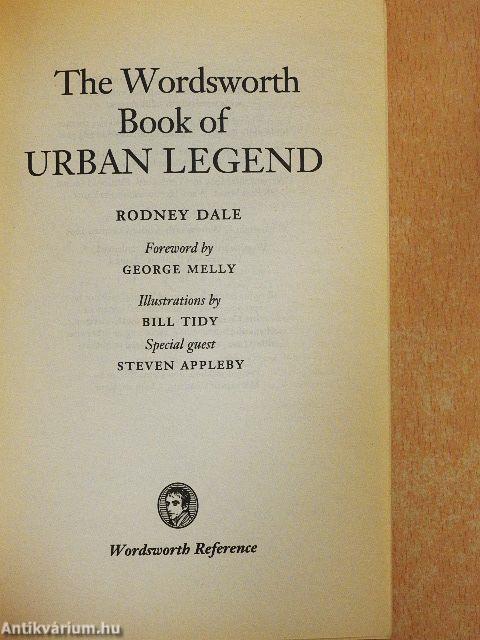 The Wordsworth
Book of
URBAN LEGEND
RODNEY DALE
Foreword by
GEORGE MELLY
Illustrations by
BILL TIDY
Special guest
STEVEN APPLEBY
Wordsworth Reference
Antikvárium.hu